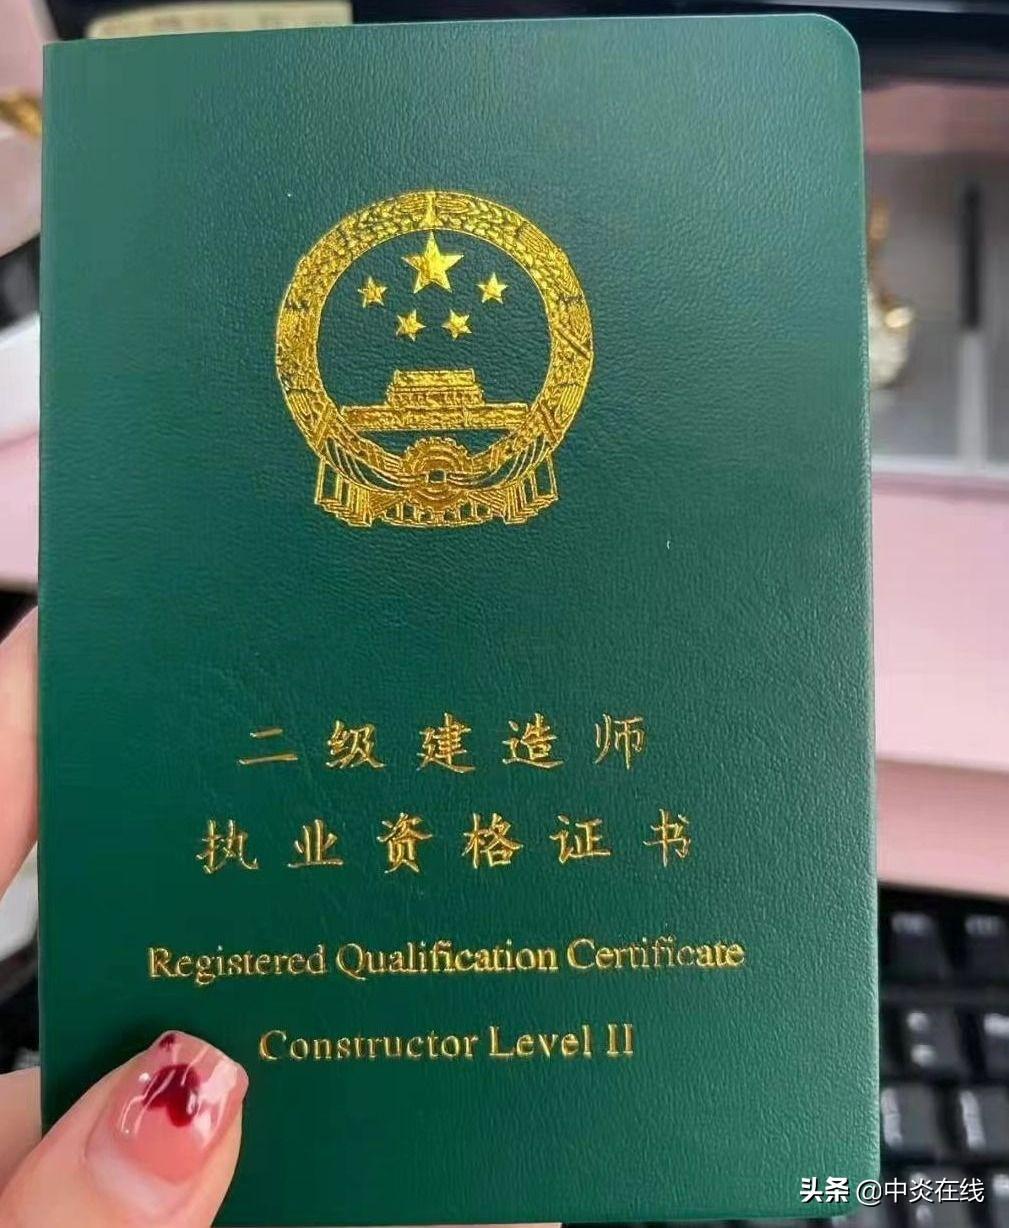 二级建造师
执业资格证书
Registered Qualification Certificate
Constructor Level II
头条 @中炎在线